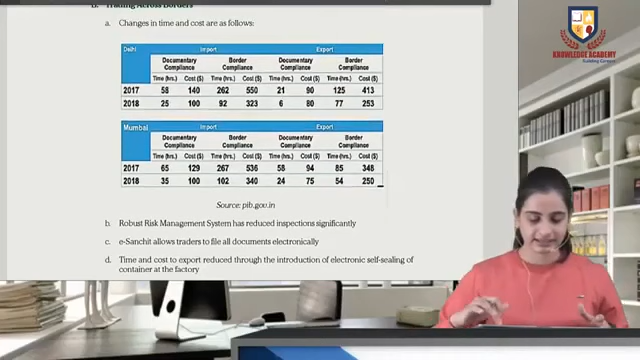 B. Trading Across Borders
a. Changes in time and cost are as follows:
Delhi Import Export
Documentary Compliance Border Compliance Documentary Compliance Border Compliance
Time (hrs.) Cost ($) Time (hrs.) Cost ($) Time (hrs.) Cost ($) Time (hrs.) Cost ($)
2017 58 140 262 550 21 90 125 413
2018 25 100 92 323 6 80 77 253
Mumbai Import Export
Documentary Compliance Border Compliance Documentary Compliance Border Compliance
Time (hrs.) Cost ($) Time (hrs.) Cost ($) Time (hrs.) Cost ($) Time (hrs.) Cost ($)
2017 65 129 267 536 58 94 85 348
2018 35 100 102 340 24 75 54 250
Source: pib.gov.in
b. Robust Risk Management System has reduced inspections significantly
c. e-Sanchit allows traders to file all documents electronically
d. Time and cost to export reduced through the introduction of electronic self-sealing of
container at the factory
KNOWLEDGE ACADEMY
Building Careers